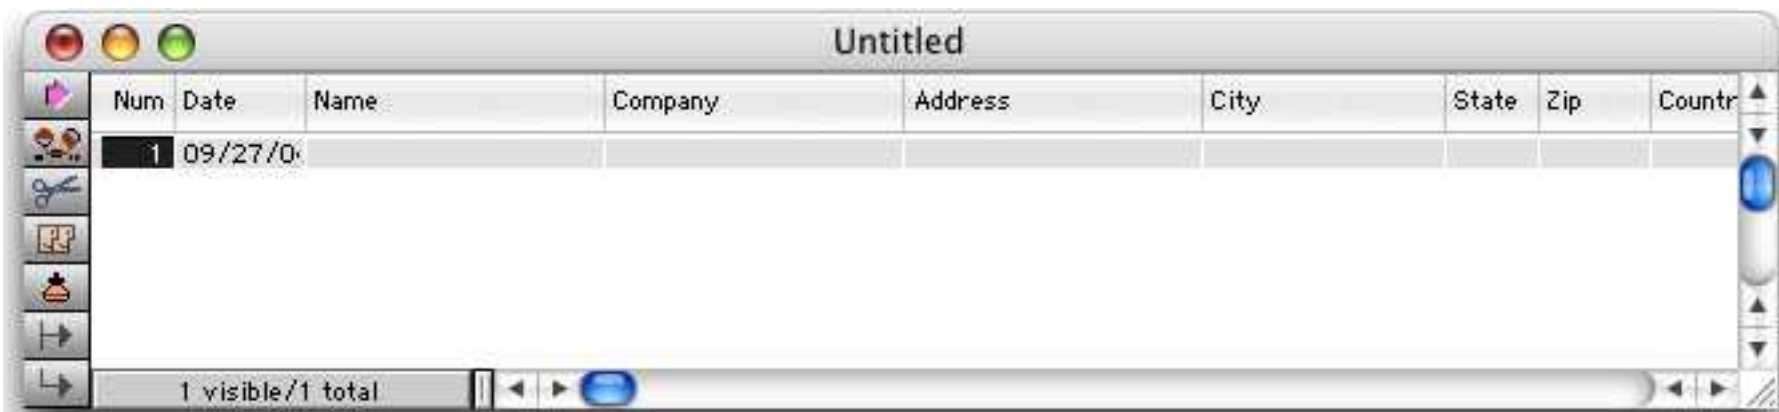 Untitled
Num Date Name Company Address City State Zip Countr
1 09/27/0
1 visible/1 total